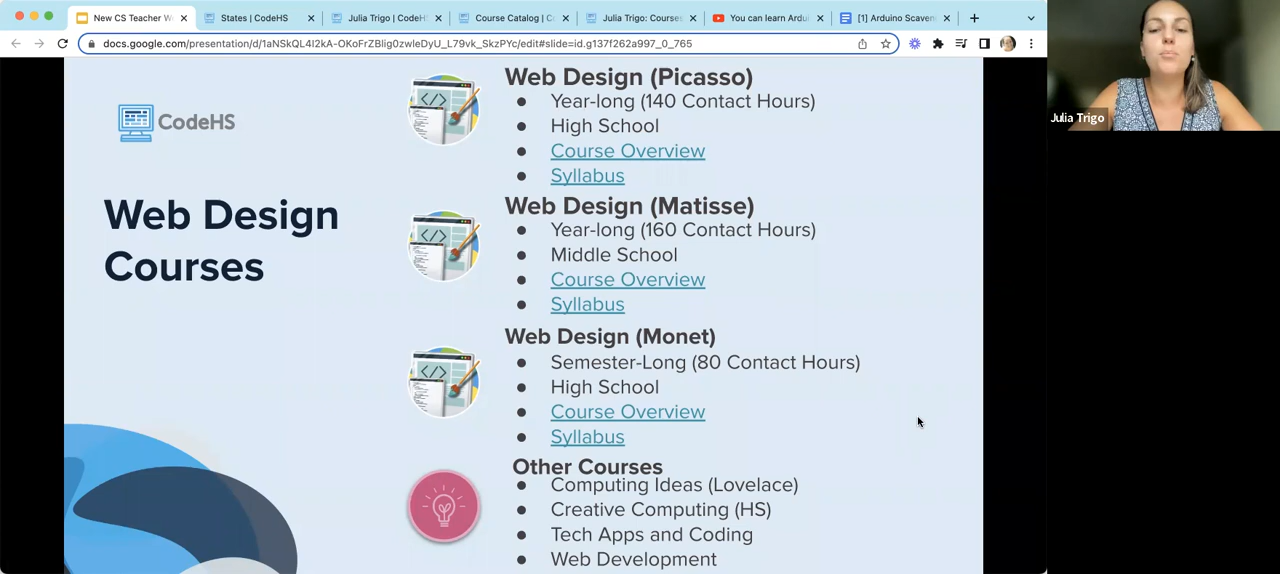 New CS Teacher W
States | CodeHS
Julia Trigo | CodeH
Course Catalog | C
Julia Trigo: Courses
You can learn Ardui
[1] Arduino Scaven
docs.google.com/presentation/d/1aNSkQL4I2kA-OKoFrZBlig0zwleDyU_L79vk_SkzPYc/edit#slide=id.g137f262a997_0_765
Julia Trigo
CodeHS
Web Design
Courses
Web Design (Picasso)
● Year-long (140 Contact Hours)
● High School
● Course Overview
● Syllabus
Web Design (Matisse)
● Year-long (160 Contact Hours)
● Middle School
● Course Overview
● Syllabus
Web Design (Monet)
● Semester-Long (80 Contact Hours)
● High School
● Course Overview
● Syllabus
Other Courses
● Computing Ideas (Lovelace)
● Creative Computing (HS)
● Tech Apps and Coding
● Web Development